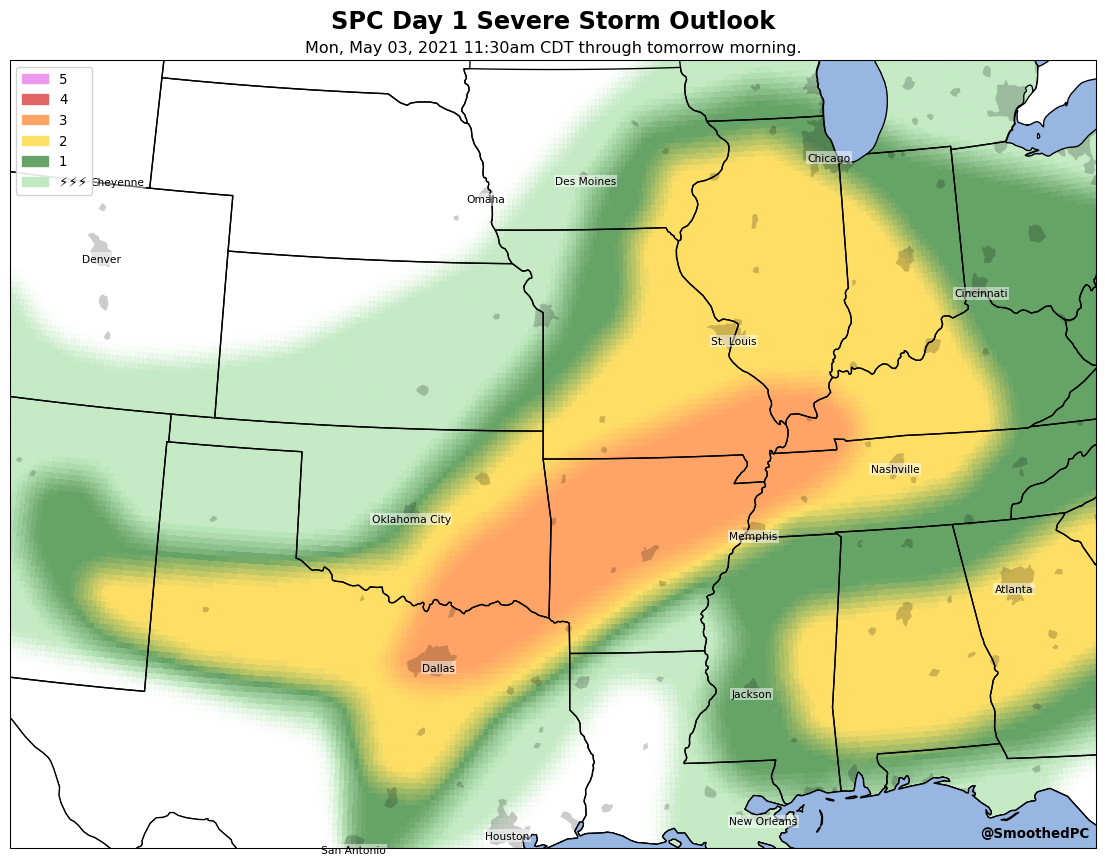 SPC Day 1 Severe Storm Outlook
Mon, May 03, 2021 11:30am CDT through tomorrow morning.
5
4
3
2
1
⚡⚡⚡
Cheyenne
Chicago
Des Moines
Omaha
Denver
Cincinnati
St. Louis
Nashville
Oklahoma City
Memphis
Atlanta
Dallas
Jackson
New Orleans
@SmoothedPC
Houston
San Antonio